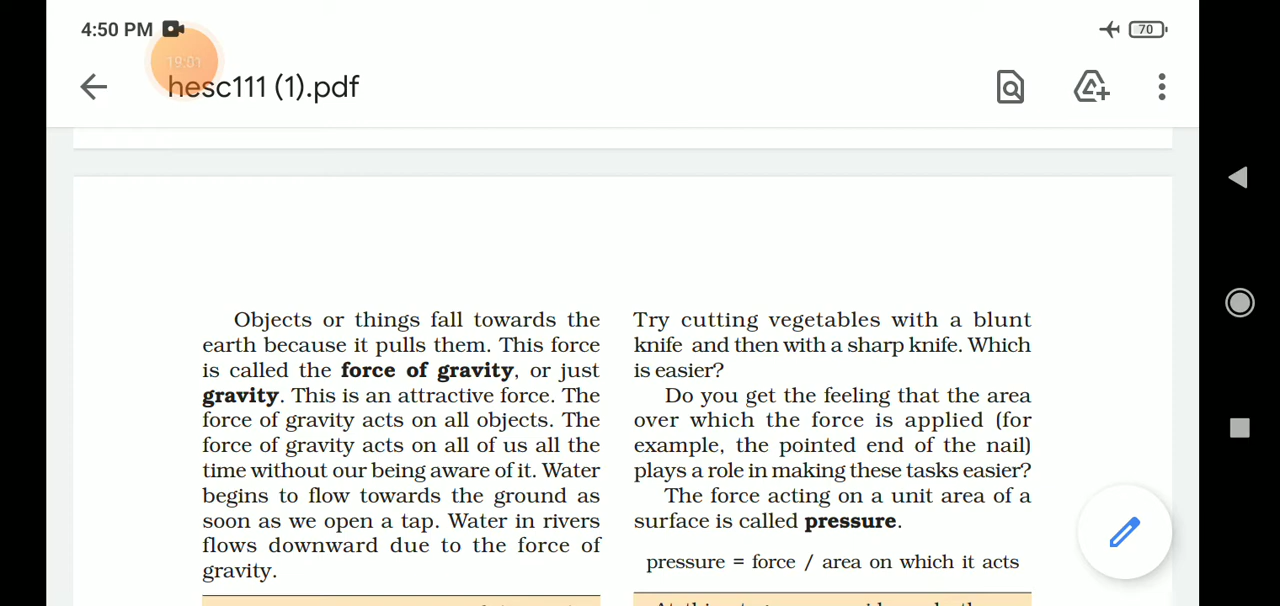 4:50 PM
70
19:01
hesc111 (1).pdf
Objects or things fall towards the
earth because it pulls them. This force
is called the force of gravity, or just
gravity. This is an attractive force. The
force of gravity acts on all objects. The
force of gravity acts on all of us all the
time without our being aware of it. Water
begins to flow towards the ground as
soon as we open a tap. Water in rivers
flows downward due to the force of
gravity.
Try cutting vegetables with a blunt
knife and then with a sharp knife. Which
is easier?
Do you get the feeling that the area
over which the force is applied (for
example, the pointed end of the nail)
plays a role in making these tasks easier?
The force acting on a unit area of a
surface is called pressure.
pressure = force / area on which it acts